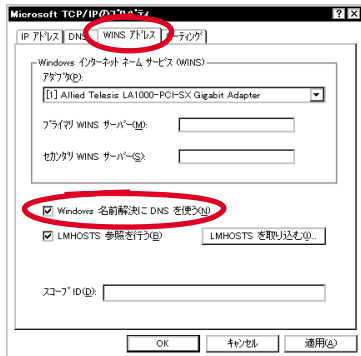 Microsoft TCP/IPのﾌﾟﾛﾊﾟﾃｨ
IP ｱﾄﾞﾚｽ DNS WINS ｱﾄﾞﾚｽ ﾙｰﾃｨﾝｸﾞ
Windows ｲﾝﾀｰﾈｯﾄ ﾈｰﾑ ｻｰﾋﾞｽ (WINS)
ｱﾀﾞﾌﾟﾀ(P):
[1] Allied Telesis LA1000-PCI-SX Gigabit Adapter
ﾌﾟﾗｲﾏﾘ WINS ｻｰﾊﾞｰ(M):
ｾｶﾝﾀﾞﾘ WINS ｻｰﾊﾞｰ(S):
Windows 名前解決に DNS を使う(N)
LMHOSTS 参照を行う(B) LMHOSTS を取り込む(I)...
ｽｺｰﾌﾟ ID(D):
OK ｷｬﾝｾﾙ 適用(A)